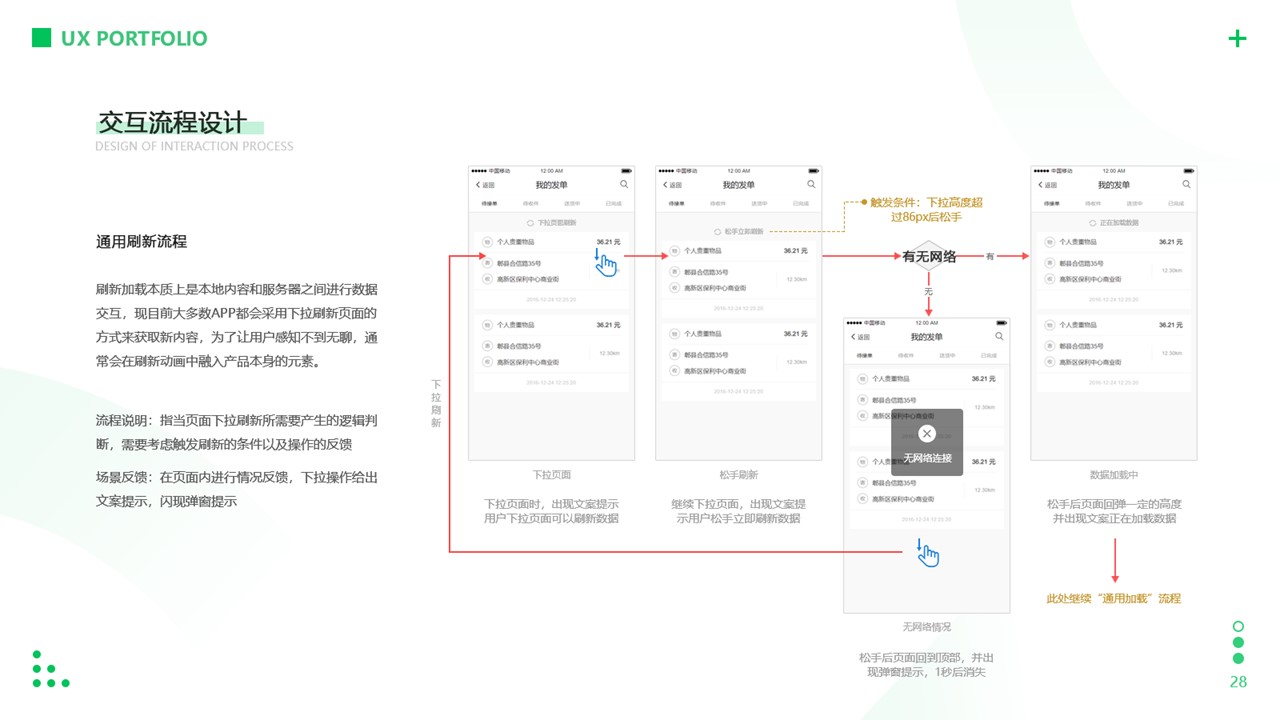 UX PORTFOLIO
交互流程设计
DESIGN OF INTERACTION PROCESS
通用刷新流程
刷新加载本质上是本地内容和服务器之间进行数据
交互，现目前大多数APP都会采用下拉刷新页面的
方式来获取新内容，为了让用户感知不到无聊，通
常会在刷新动画中融入产品本身的元素。
流程说明：指当页面下拉刷新所需要产生的逻辑判
断，需要考虑触发刷新的条件以及操作的反馈
场景反馈：在页面内进行情况反馈，下拉操作给出
文案提示，闪现弹窗提示
下拉刷新
中国移动 12:00 AM
返回 我的发单
待接单 待收件 送货中 已完成
下拉页面刷新
个人贵重物品 36.21 元
郫县合信路35号
高新区保利中心商业街
12.30km
2016-12-24 12:25:20
个人贵重物品 36.21 元
郫县合信路35号
高新区保利中心商业街
12.30km
2016-12-24 12:25:20
下拉页面
下拉页面时，出现文案提示
用户下拉页面可以刷新数据
中国移动 12:00 AM
返回 我的发单
待接单 待收件 送货中 已完成
松手立即刷新
个人贵重物品 36.21 元
郫县合信路35号
高新区保利中心商业街
12.30km
2016-12-24 12:25:20
个人贵重物品 36.21 元
郫县合信路35号
高新区保利中心商业街
12.30km
2016-12-24 12:25:20
松手刷新
继续下拉页面，出现文案提
示用户松手立即刷新数据
触发条件：下拉高度超
过86px后松手
有无网络
有
无
中国移动 12:00 AM
返回 我的发单
待接单 待收件 送货中 已完成
个人贵重物品 36.21 元
郫县合信路35号
高新区保利中心商业街
12.30km
无网络连接
个人贵 36.21 元
郫县合信路35号
高新区保利中心商业街
12.30km
2016-12-24 12:25:20
无网络情况
松手后页面回到顶部，并出
现弹窗提示，1秒后消失
中国移动 12:00 AM
返回 我的发单
待接单 待收件 送货中 已完成
正在加载数据
个人贵重物品 36.21 元
郫县合信路35号
高新区保利中心商业街
12.30km
2016-12-24 12:25:20
个人贵重物品 36.21 元
郫县合信路35号
高新区保利中心商业街
12.30km
2016-12-24 12:25:20
数据加载中
松手后页面回弹一定的高度
并出现文案正在加载数据
此处继续“通用加载”流程
28